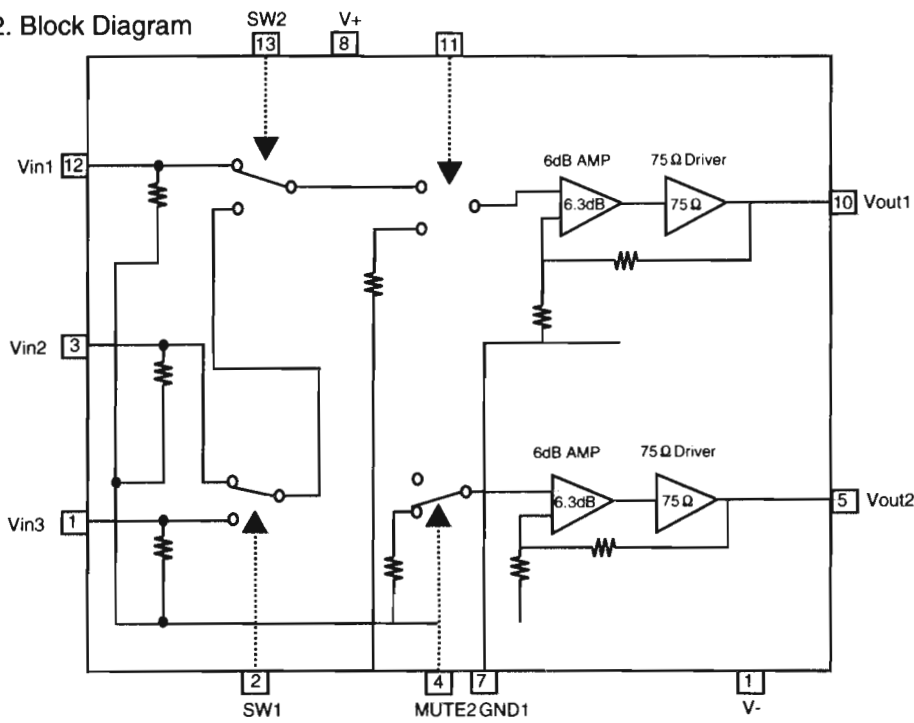 2. Block Diagram
SW2 V+
13 8 11
Vin1 12
6dB AMP 75Ω Driver
6.3dB 75Ω
10 Vout1
Vin2 3
6dB AMP 75Ω Driver
6.3dB 75Ω
5 Vout2
Vin3 1
2 4 7 1
SW1 MUTE2 GND1 V-